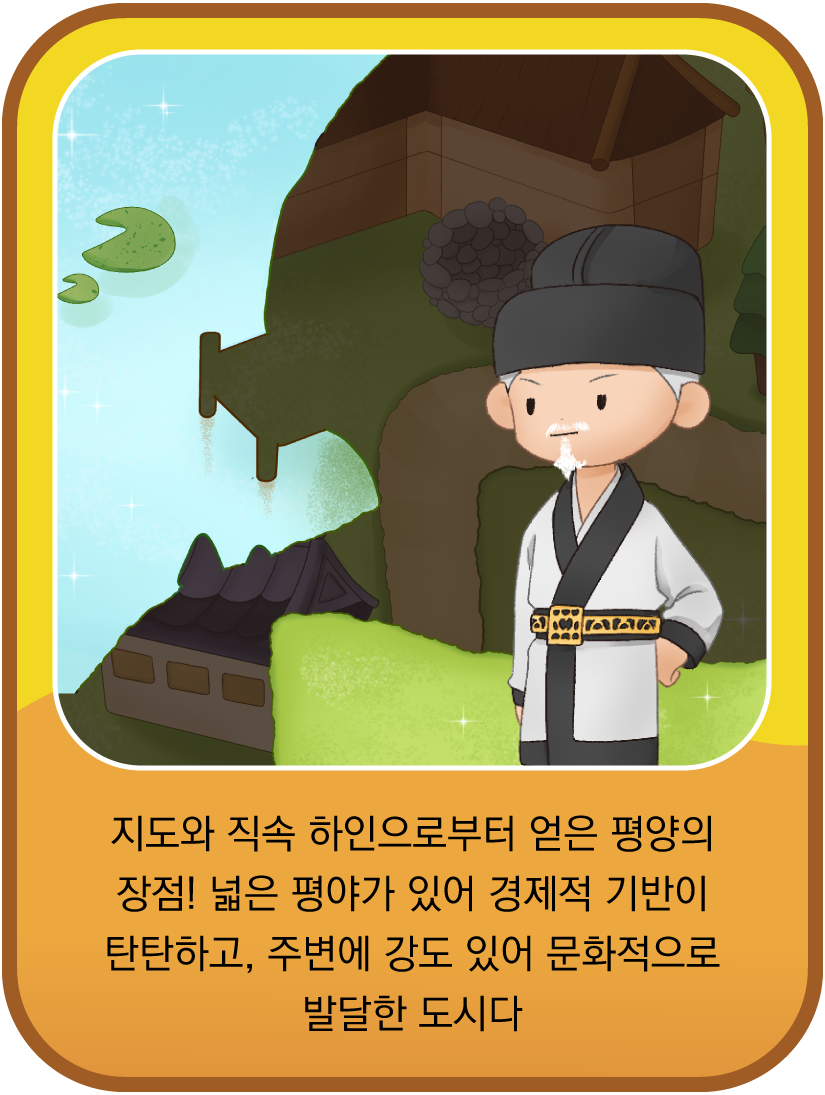 지도와 직속 하인으로부터 얻은 평양의
장점! 넓은 평야가 있어 경제적 기반이
탄탄하고, 주변에 강도 있어 문화적으로
발달한 도시다